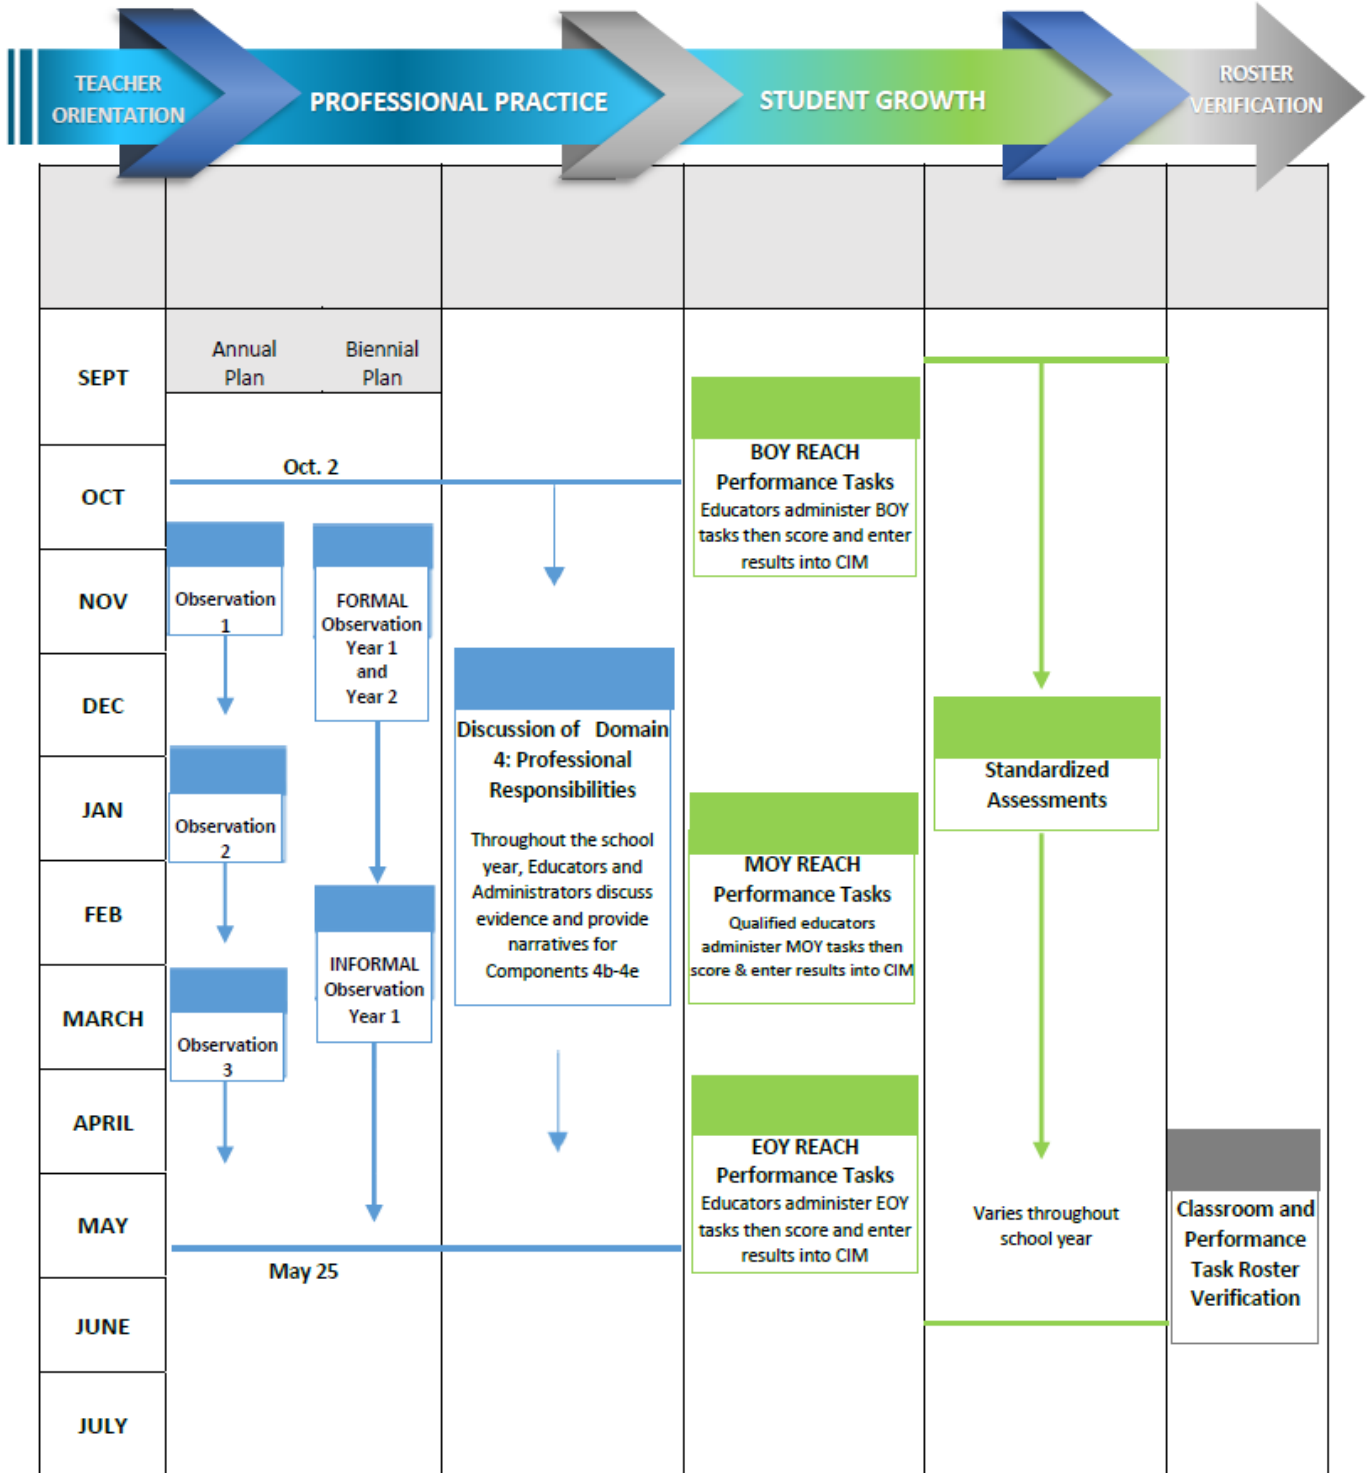 TEACHER
ORIENTATION
PROFESSIONAL PRACTICE
STUDENT GROWTH
ROSTER
VERIFICATION
SEPT
OCT
NOV
DEC
JAN
FEB
MARCH
APRIL
MAY
JUNE
JULY
Annual
Plan
Biennial
Plan
Oct. 2
Observation
1
Observation
2
Observation
3
FORMAL
Observation
Year 1
and
Year 2
INFORMAL
Observation
Year 1
May 25
Discussion of Domain
4: Professional
Responsibilities
Throughout the school
year, Educators and
Administrators discuss
evidence and provide
narratives for
Components 4b-4e
BOY REACH
Performance Tasks
Educators administer BOY
tasks then score and enter
results into CIM
MOY REACH
Performance Tasks
Qualified educators
administer MOY tasks then
score & enter results into CIM
EOY REACH
Performance Tasks
Educators administer EOY
tasks then score and enter
results into CIM
Standardized
Assessments
Varies throughout
school year
Classroom and
Performance
Task Roster
Verification